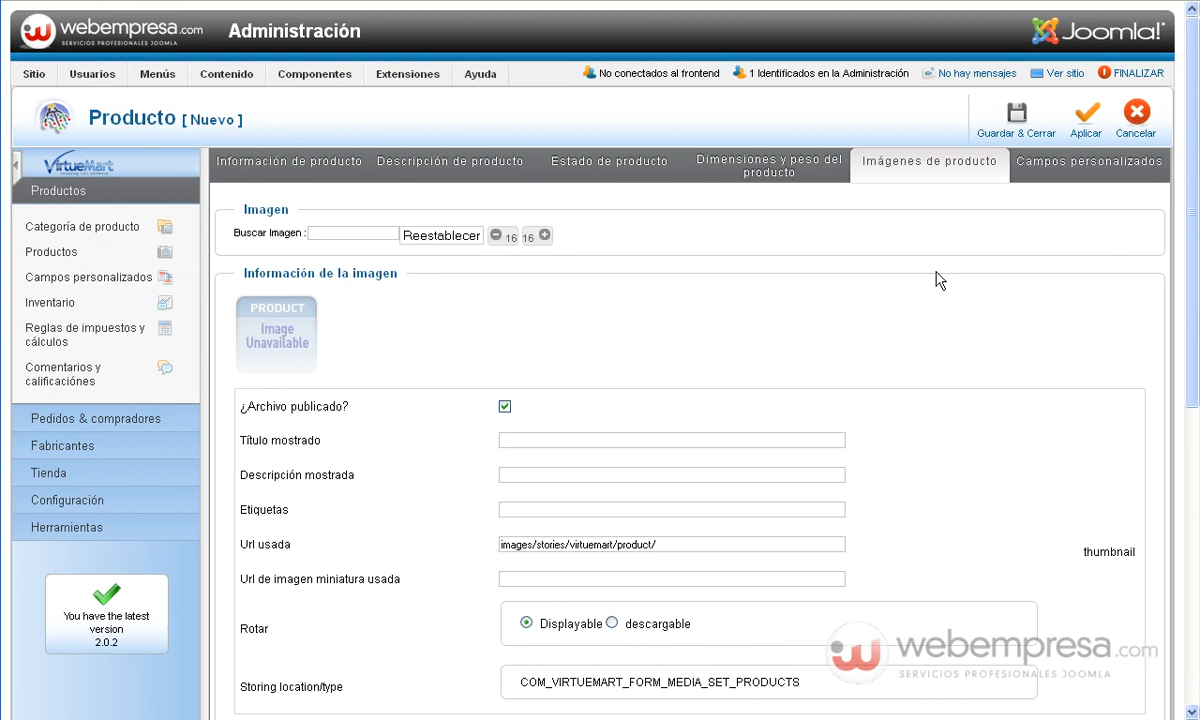 webempresa.com
SERVICIOS PROFESIONALES JOOMLA
Administración
Joomla!
Sitio
Usuarios
Menús
Contenido
Componentes
Extensiones
Ayuda
No conectados al frontend
1 Identificados en la Administración
No hay mensajes
Ver sitio
FINALIZAR
Producto [ Nuevo ]
Guardar & Cerrar
Aplicar
Cancelar
VirtueMart
Productos
Categoría de producto
Productos
Campos personalizados
Inventario
Reglas de impuestos y
cálculos
Comentarios y
calificaciónes
Pedidos & compradores
Fabricantes
Tienda
Configuración
Herramientas
You have the latest
version
2.0.2
Información de producto
Descripción de producto
Estado de producto
Dimensiones y peso del
producto
Imágenes de producto
Campos personalizados
Imagen
Buscar Imagen :
Reestablecer
16
16
Información de la imagen
PRODUCT
Image
Unavailable
¿Archivo publicado?
Título mostrado
Descripción mostrada
Etiquetas
Url usada
images/stories/virtuemart/product/
thumbnail
Url de imagen miniatura usada
Rotar
Displayable
descargable
Storing location/type
COM_VIRTUEMART_FORM_MEDIA_SET_PRODUCTS
webempresa.com
SERVICIOS PROFESIONALES JOOMLA